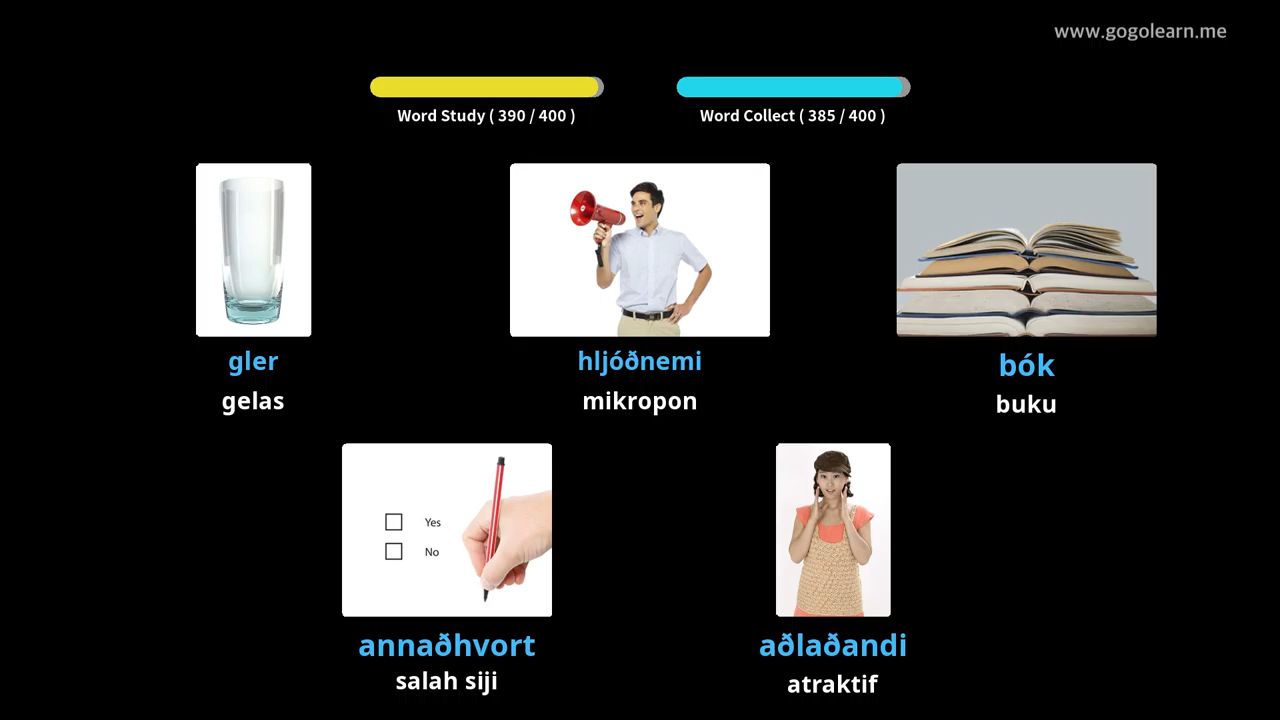 www.gogolearn.me
Word Study ( 390 / 400 )
Word Collect ( 385 / 400 )
gler
gelas
hljóðnemi
mikropon
bók
buku
Yes
No
annaðhvort
salah siji
aðlaðandi
atraktif